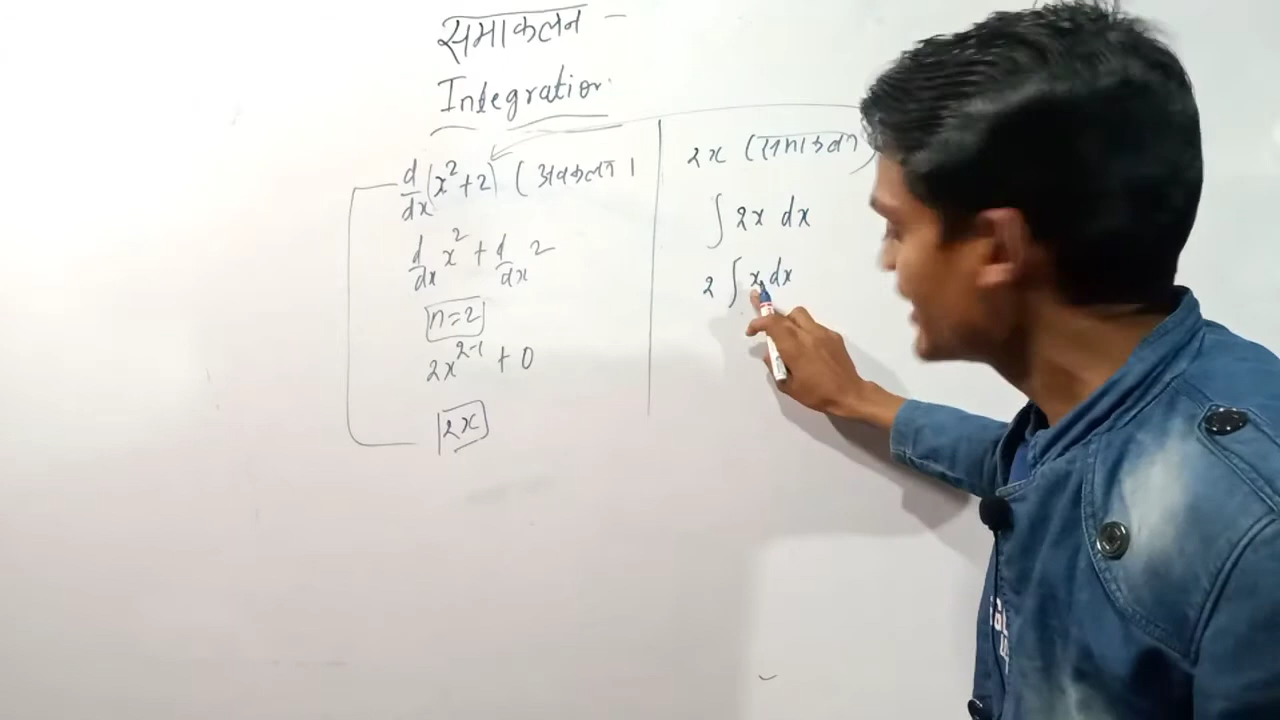 समाकलन –
Integration
d/dx (x²+2) (अवकलन)
d/dx x² + d/dx 2
n=2
2x²⁻¹ + 0
2x
2x (समाकलन)
∫ 2x dx
2 ∫ x dx